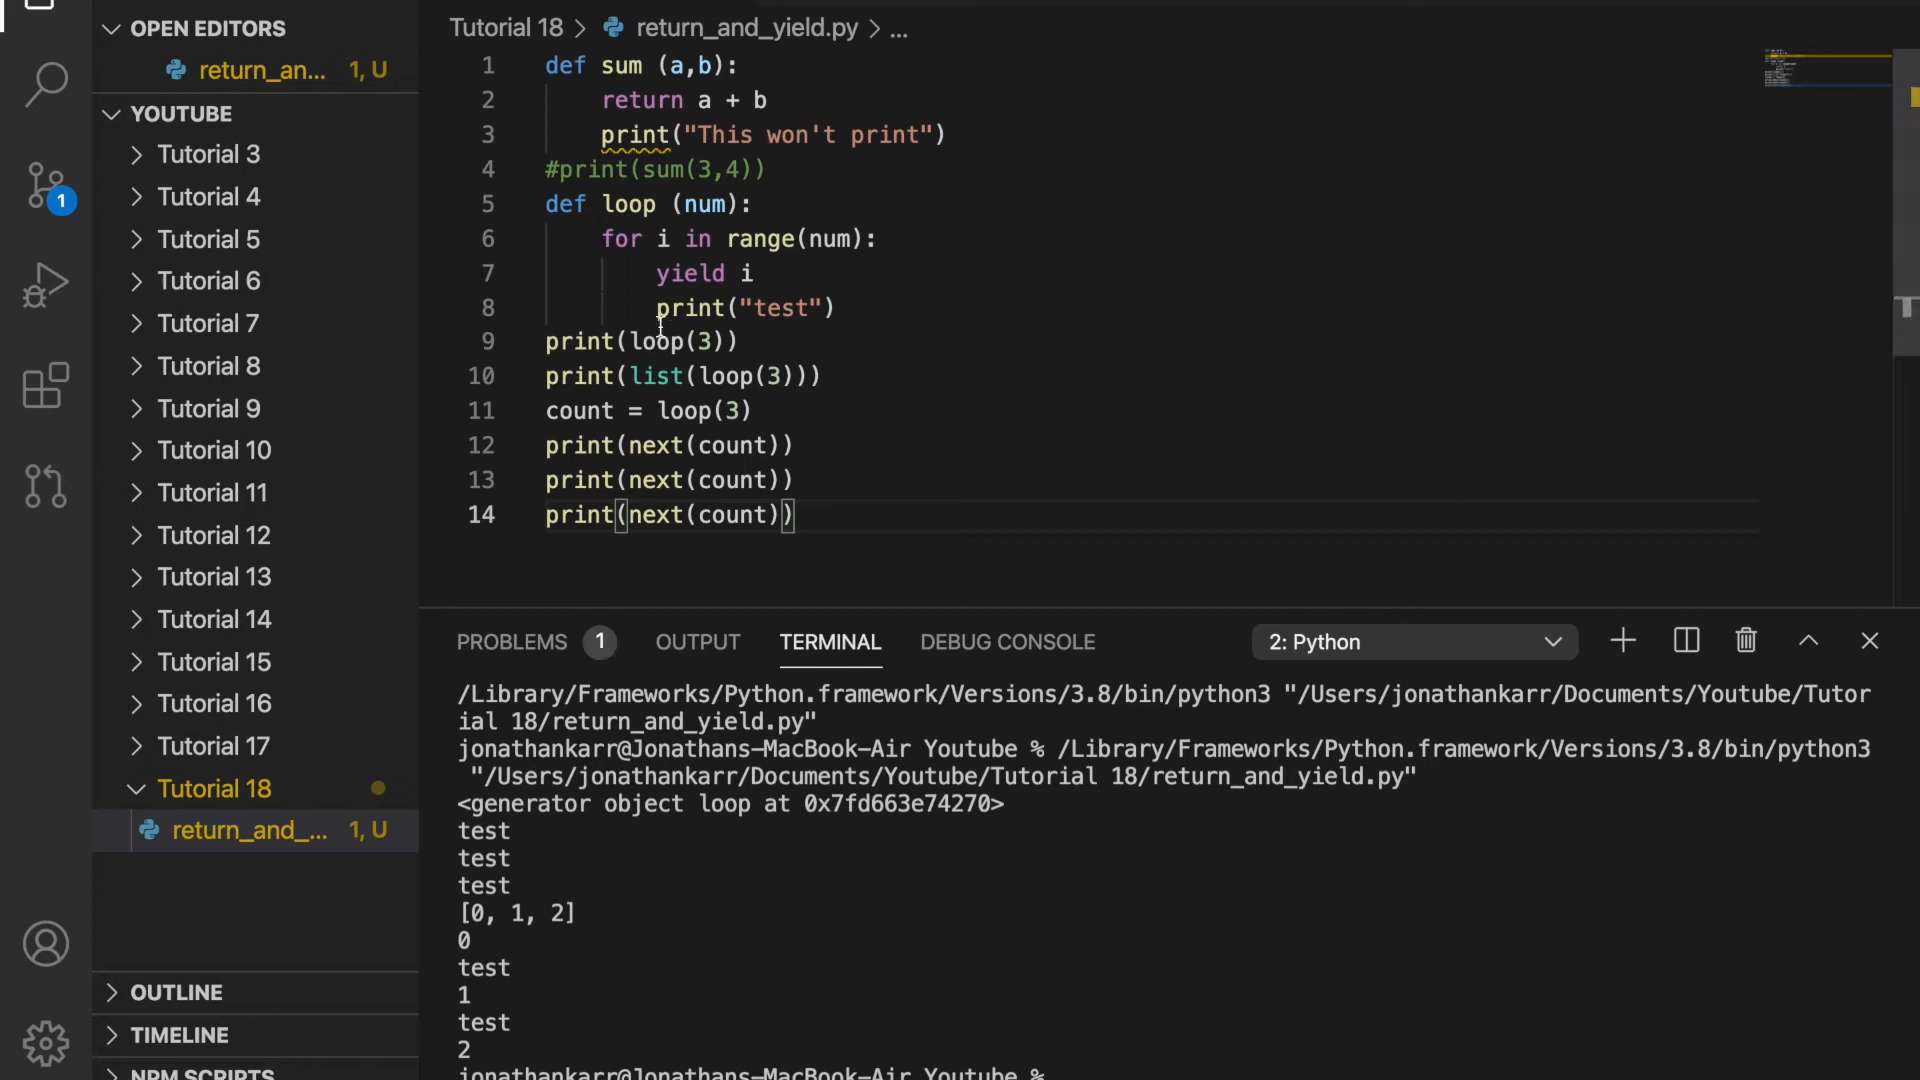 OPEN EDITORS
return_an... 1, U
YOUTUBE
Tutorial 3
Tutorial 4
Tutorial 5
Tutorial 6
Tutorial 7
Tutorial 8
Tutorial 9
Tutorial 10
Tutorial 11
Tutorial 12
Tutorial 13
Tutorial 14
Tutorial 15
Tutorial 16
Tutorial 17
Tutorial 18
return_and_... 1, U
OUTLINE
TIMELINE
NPM SCRIPTS
1
Tutorial 18 > return_and_yield.py > ...
1 def sum (a,b):
2 return a + b
3 print("This won't print")
4 #print(sum(3,4))
5 def loop (num):
6 for i in range(num):
7 yield i
8 print("test")
9 print(loop(3))
10 print(list(loop(3)))
11 count = loop(3)
12 print(next(count))
13 print(next(count))
14 print(next(count))
PROBLEMS 1 OUTPUT TERMINAL DEBUG CONSOLE 2: Python
/Library/Frameworks/Python.framework/Versions/3.8/bin/python3 "/Users/jonathankarr/Documents/Youtube/Tutor
ial 18/return_and_yield.py"
jonathankarr@Jonathans-MacBook-Air Youtube % /Library/Frameworks/Python.framework/Versions/3.8/bin/python3
"/Users/jonathankarr/Documents/Youtube/Tutorial 18/return_and_yield.py"
<generator object loop at 0x7fd663e74270>
test
test
test
[0, 1, 2]
0
test
1
test
2
jonathankarr@Jonathans-MacBook-Air Youtube %